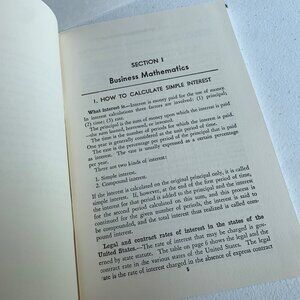 SECTION 1
Business Mathematics
1. HOW TO CALCULATE SIMPLE INTEREST
What Interest is.—Interest is money paid for the use of money.
In interest calculations three factors are involved: (1) principal;
(2) time; (3) rate.
The principal is the sum of money upon which the interest is paid
—the sum loaned, borrowed, or invested.
The time is the number of periods for which the interest is paid.
One year is generally considered as the unit period of time.
The rate is the percentage per period of the principal that is paid
as interest. The rate is usually expressed as a certain percentage
per year.
There are two kinds of interest:
1. Simple interest.
2. Compound interest.
If the interest is calculated on the original principal only, it is called
simple interest. If, however, at the end of the first period of time,
the interest for that period is added to the principal and the interest
for the second period calculated on this sum, and the process is
continued for the given number of periods, the interest is said to
be compounded, and the total interest thus realized is called com-
pound interest.
Legal and contract rates of interest in the states of the
United States.—The rate of interest that may be charged is gov-
erned by state statute. The table on page 6 shows the legal and
contract rate in the various states of the United States. The legal
rate is the rate of interest charged in the absence of express contract
5